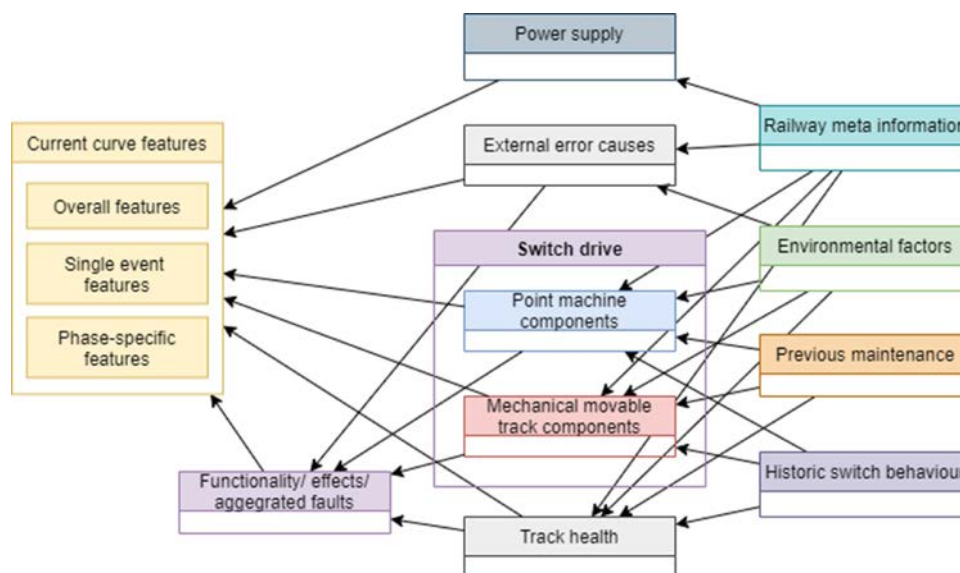 Power supply
Railway meta information
External error causes
Current curve features
Overall features
Single event
features
Phase-specific
features
Switch drive
Point machine
components
Mechanical movable
track components
Environmental factors
Previous maintenance
Historic switch behaviour
Functionality/ effects/
aggegrated faults
Track health